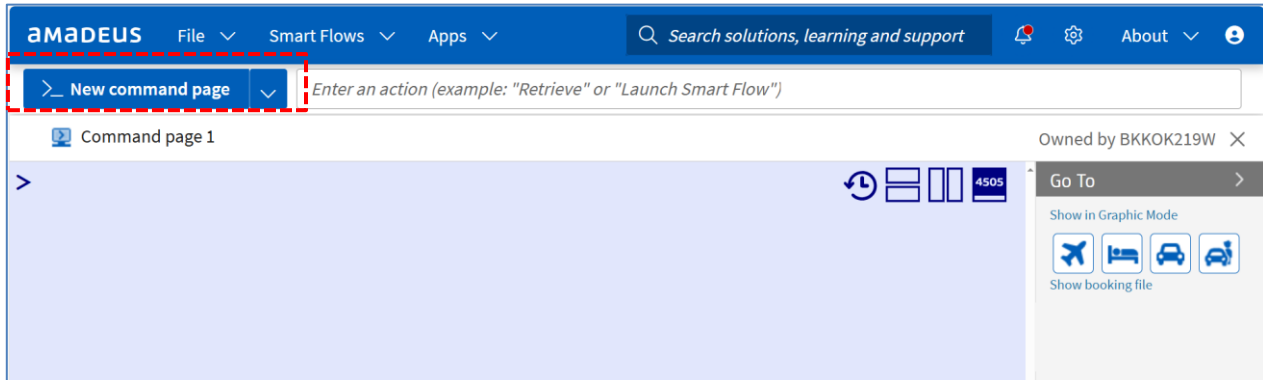 amadeus File Smart Flows Apps Search solutions, learning and support About
>_ New command page Enter an action (example: "Retrieve" or "Launch Smart Flow")
Command page 1 Owned by BKKOK219W
> 4505 Go To
Show in Graphic Mode
Show booking file